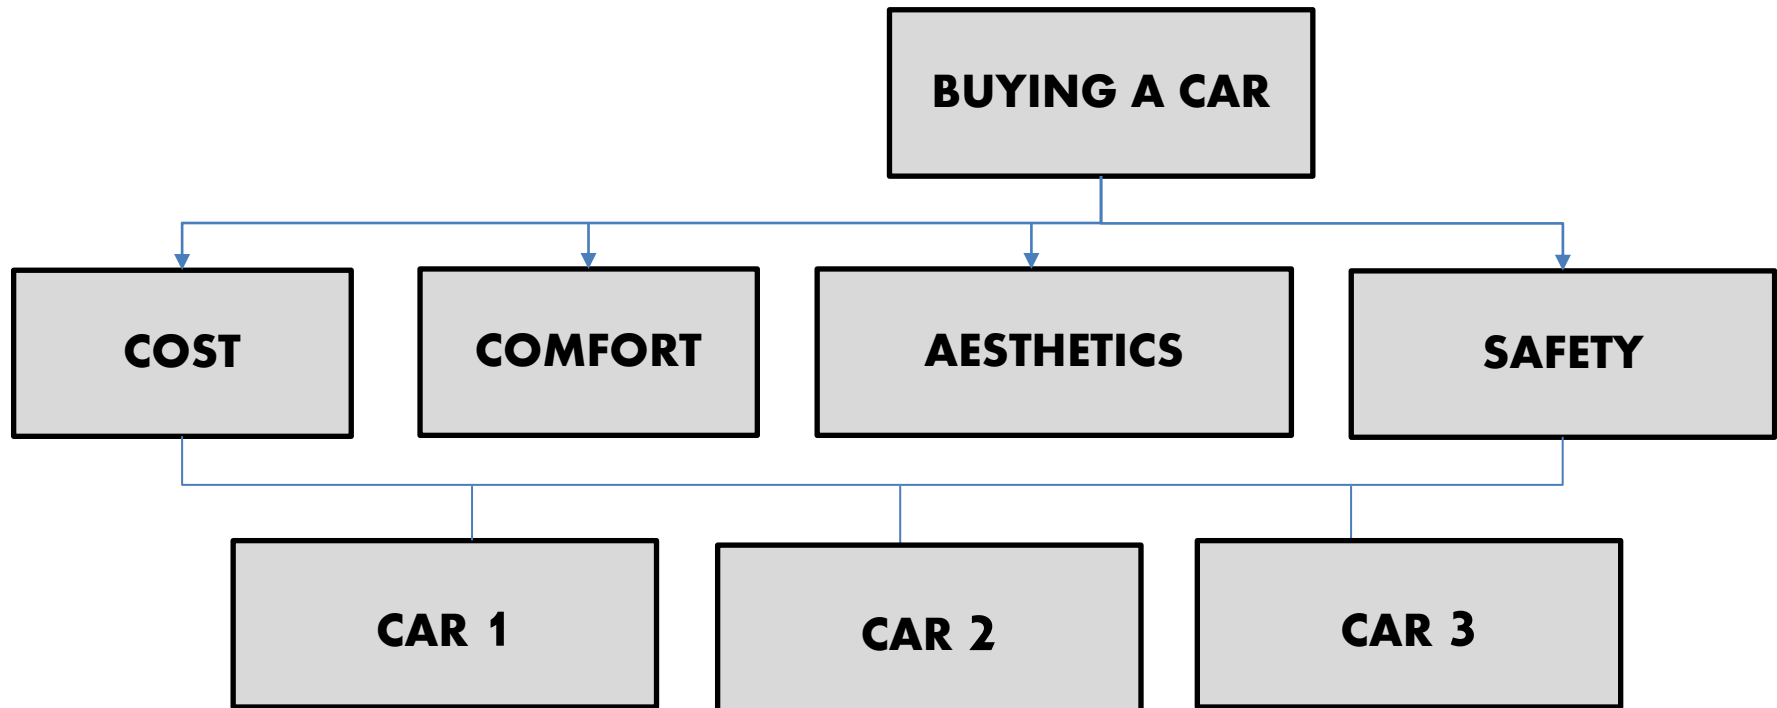 BUYING A CAR
COST
COMFORT
AESTHETICS
SAFETY
CAR 1
CAR 2
CAR 3